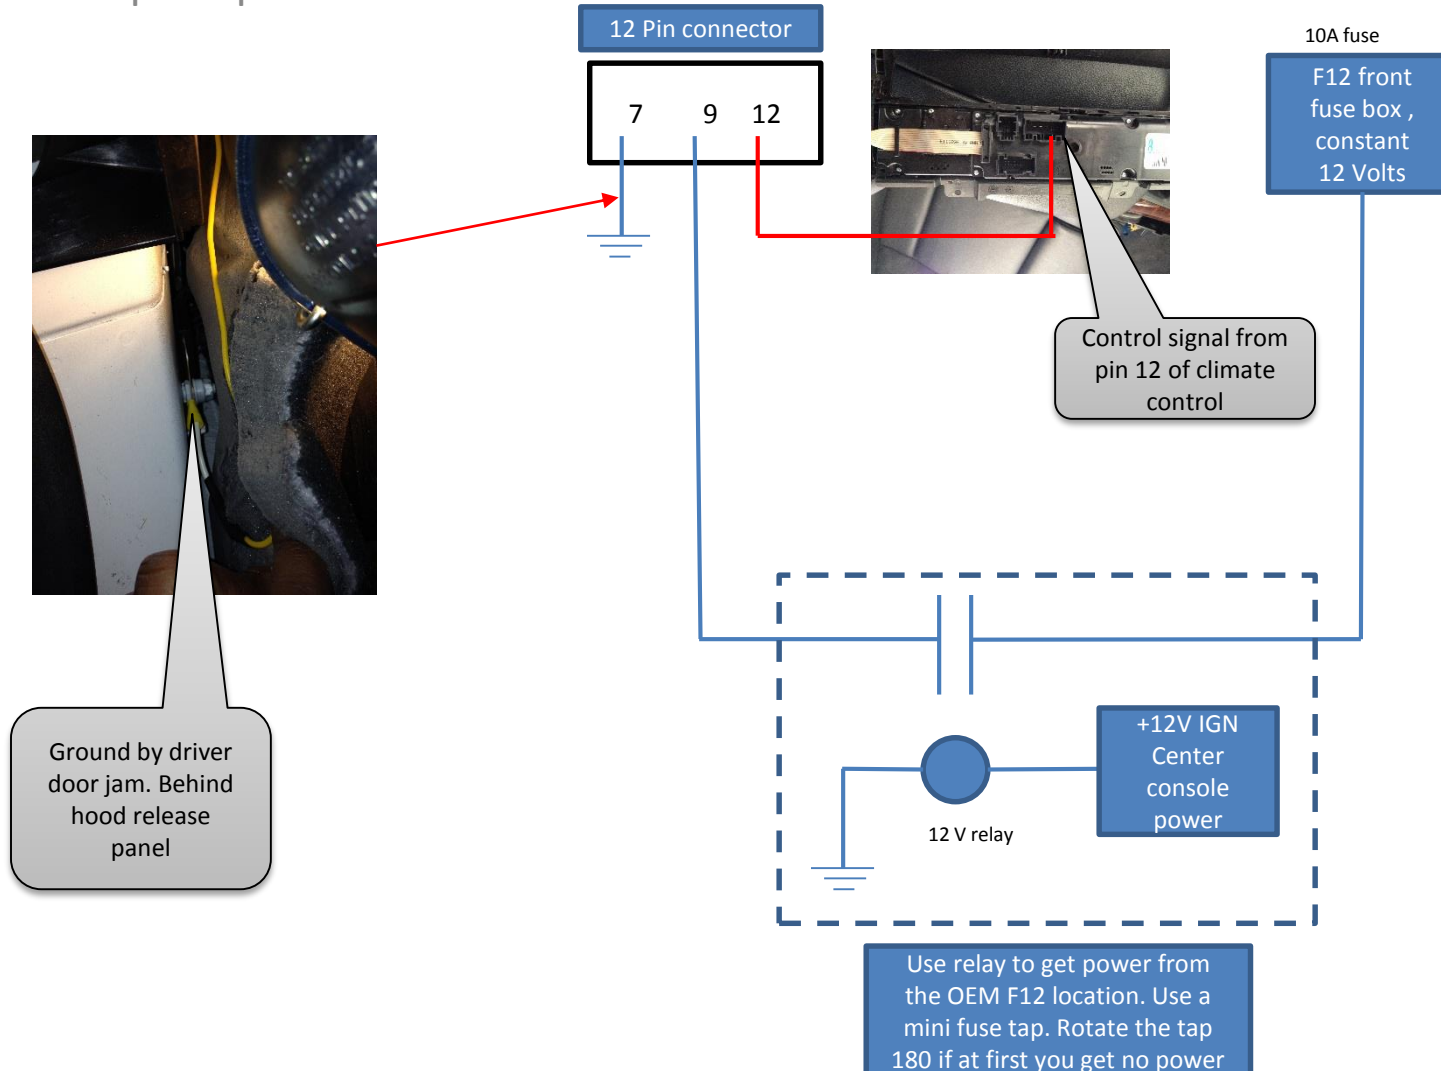 12 Pin connector
10A fuse
7 9 12
F12 front
fuse box ,
constant
12 Volts
Control signal from
pin 12 of climate
control
Ground by driver
door jam. Behind
hood release
panel
+12V IGN
Center
console
power
12 V relay
Use relay to get power from
the OEM F12 location. Use a
mini fuse tap. Rotate the tap
180 if at first you get no power